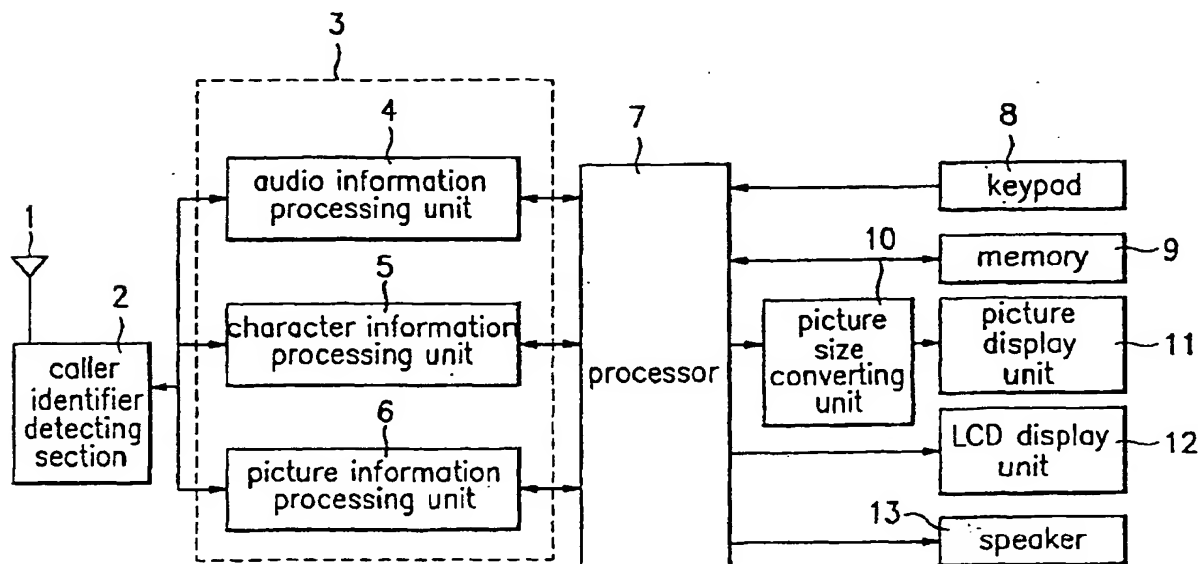 3
4
audio information
processing unit
7
8
keypad
1
10
memory
9
2
5
character information
processing unit
picture
size
converting
unit
picture
display
unit
11
caller
identifier
detecting
section
processor
6
picture information
processing unit
LCD display
unit
12
13
speaker